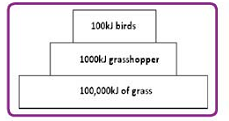 100kJ birds
1000kJ grasshopper
100,000kJ of grass